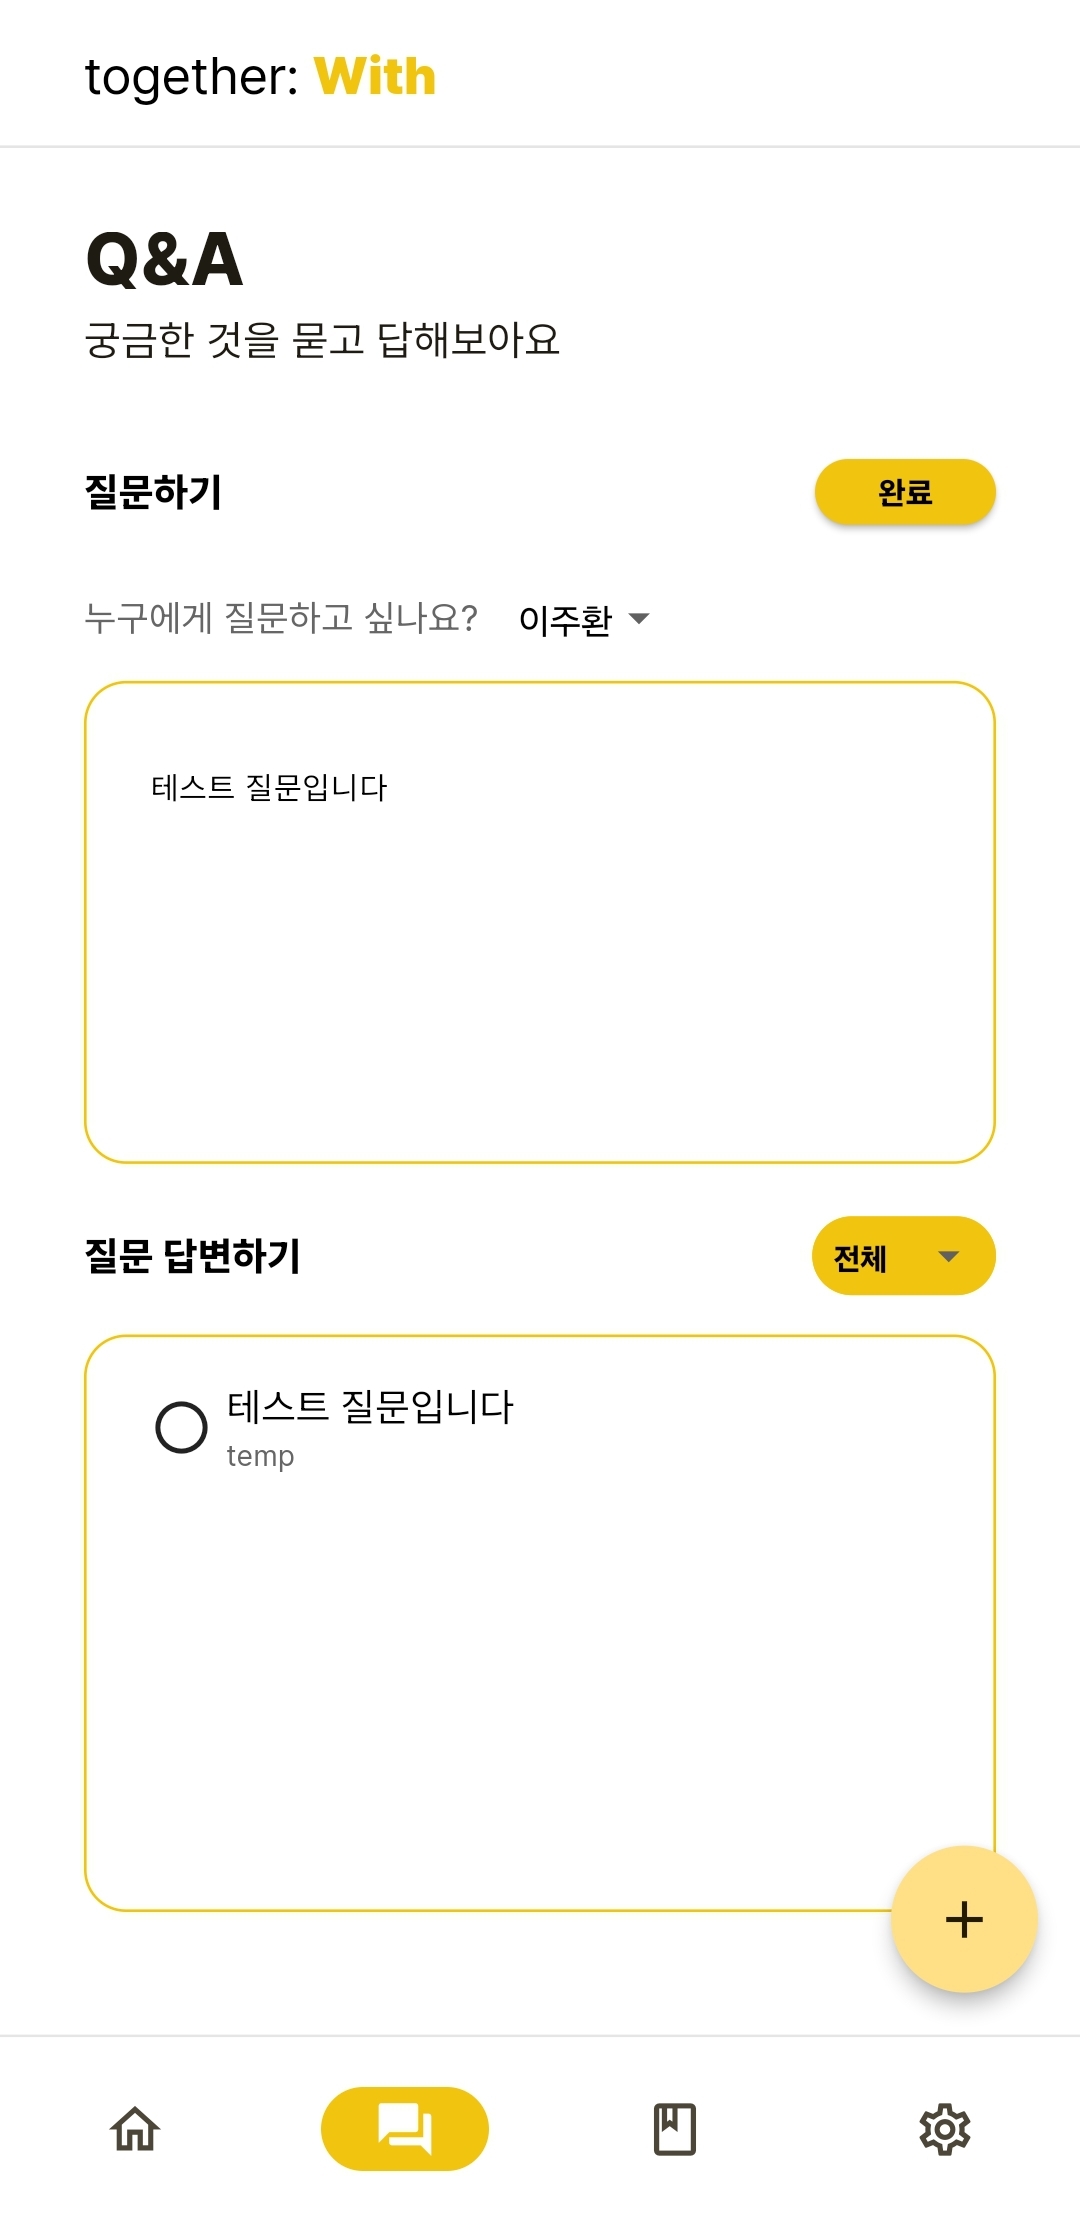 together: With
Q&A
궁금한 것을 묻고 답해보아요
질문하기
완료
누구에게 질문하고 싶나요? 이주환
테스트 질문입니다
질문 답변하기
전체
테스트 질문입니다
temp